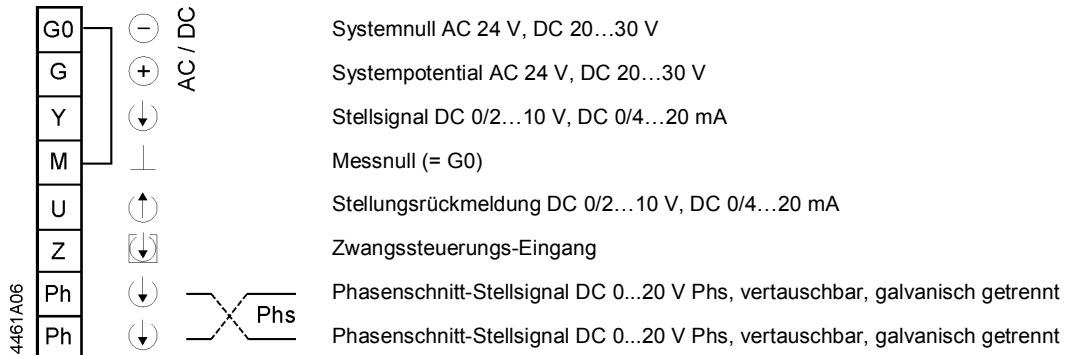 G0 − AC / DC Systemnull AC 24 V, DC 20…30 V
G + Systempotential AC 24 V, DC 20…30 V
Y Stellsignal DC 0/2…10 V, DC 0/4…20 mA
M Messnull (= G0)
U Stellungsrückmeldung DC 0/2…10 V, DC 0/4…20 mA
Z Zwangssteuerungs-Eingang
Ph Phasenschnitt-Stellsignal DC 0...20 V Phs, vertauschbar, galvanisch getrennt
Phs
Ph Phasenschnitt-Stellsignal DC 0...20 V Phs, vertauschbar, galvanisch getrennt
4461A06